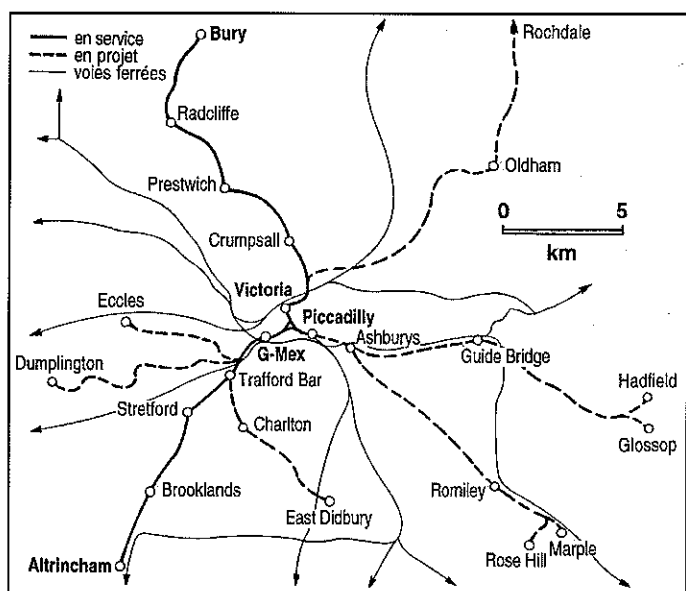 en service
en projet
voies ferrées
Bury
Rochdale
Radcliffe
Oldham
Prestwich
0 5
km
Crumpsall
Victoria
Eccles
Piccadilly
Ashburys
G-Mex
Guide Bridge
Dumplington
Trafford Bar
Hadfield
Stretford
Charlton
Glossop
Brooklands
Romiley
East Didbury
Rose Hill
Marple
Altrincham